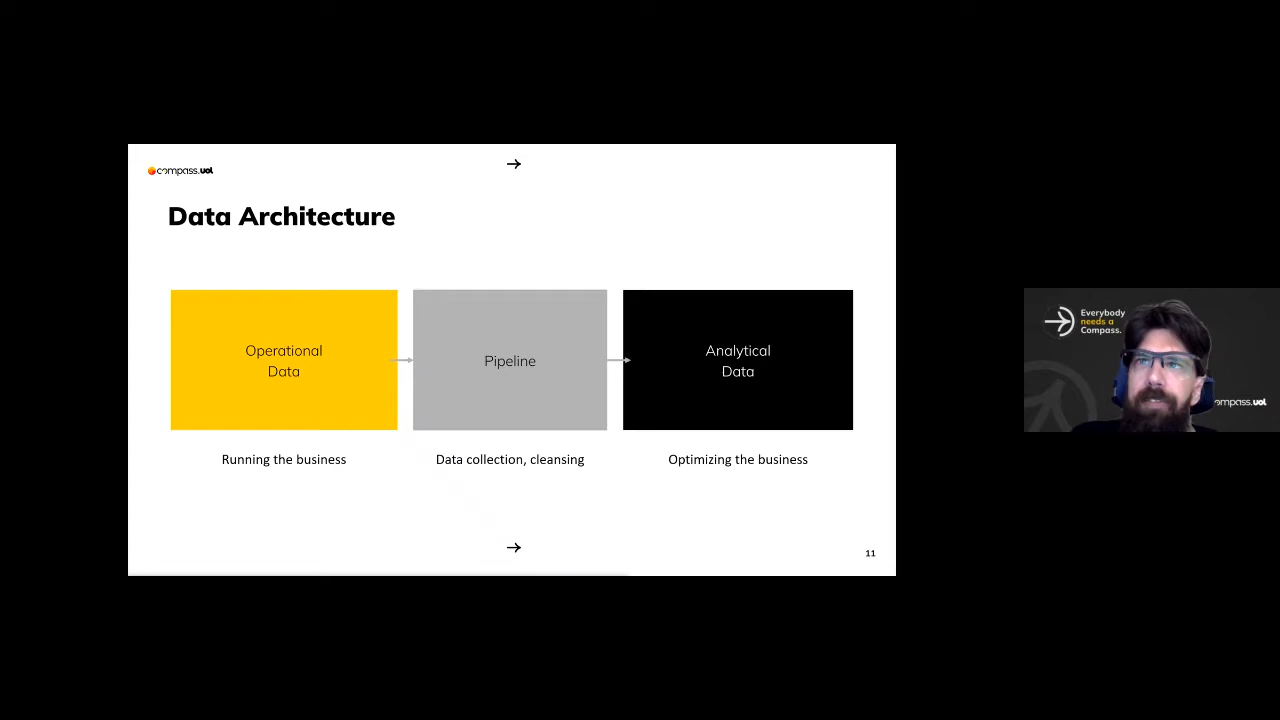 compass.uol
→
Data Architecture
Operational
Data
Pipeline
Analytical
Data
Running the business
Data collection, cleansing
Optimizing the business
→
11
Everybody
needs a
Compass.
ompass.uol